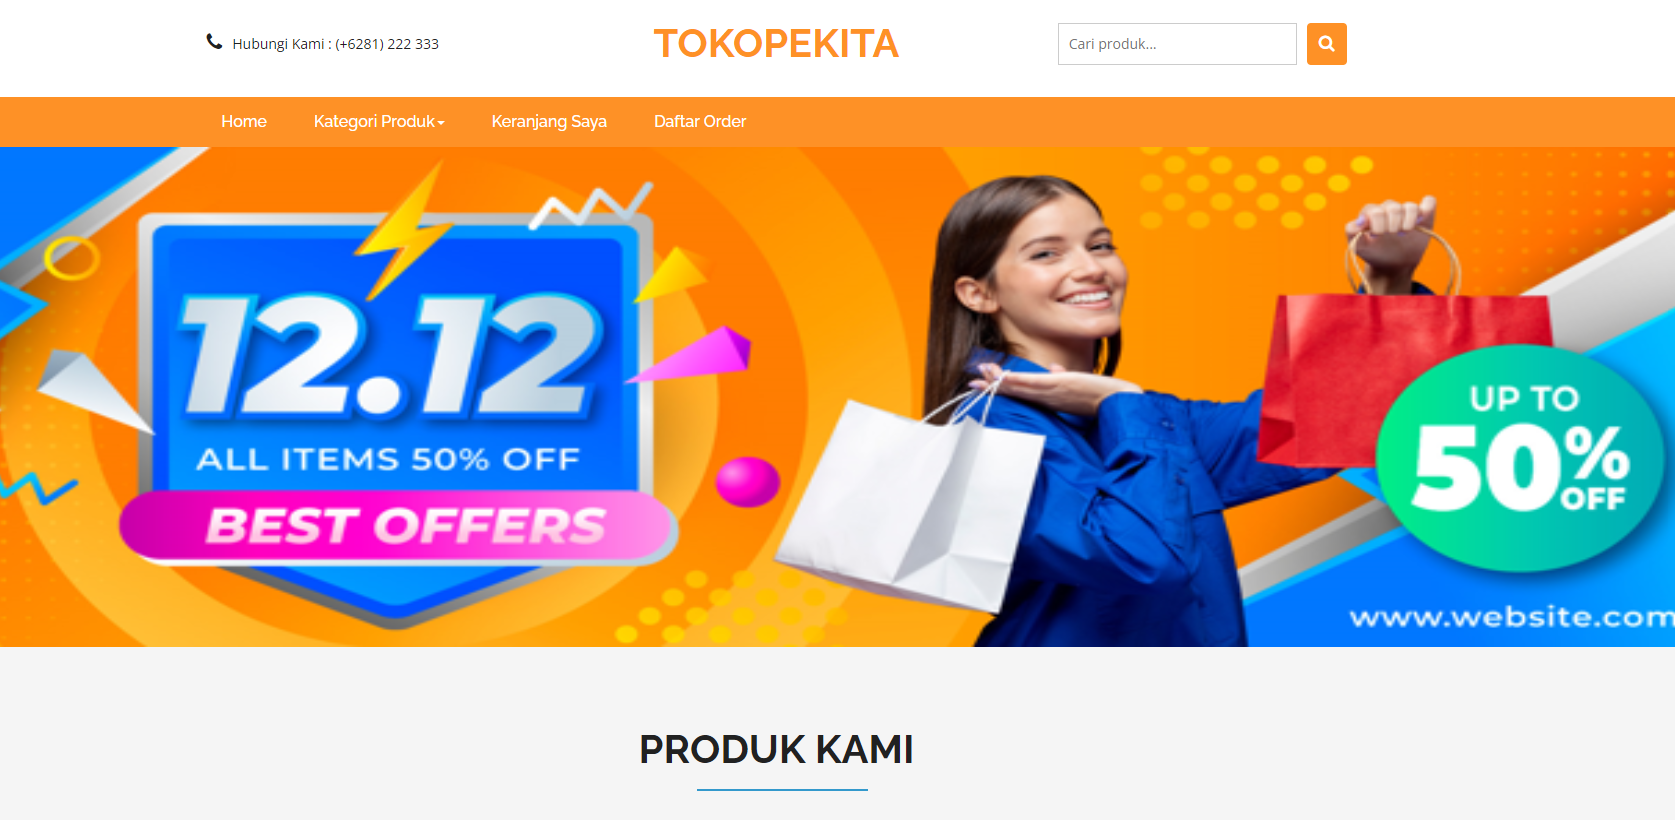 Hubungi Kami : (+6281) 222 333
TOKOPEKITA
Cari produk...
Home
Kategori Produk
Keranjang Saya
Daftar Order
12.12
ALL ITEMS 50% OFF
BEST OFFERS
UP TO
50%
OFF
www.website.com
PRODUK KAMI